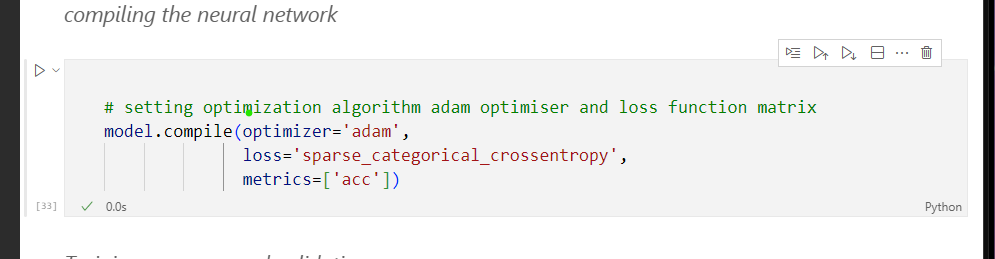 compiling the neural network
# setting optimization algorithm adam optimiser and loss function matrix
model.compile(optimizer='adam',
loss='sparse_categorical_crossentropy',
metrics=['acc'])
[33] 0.0s Python